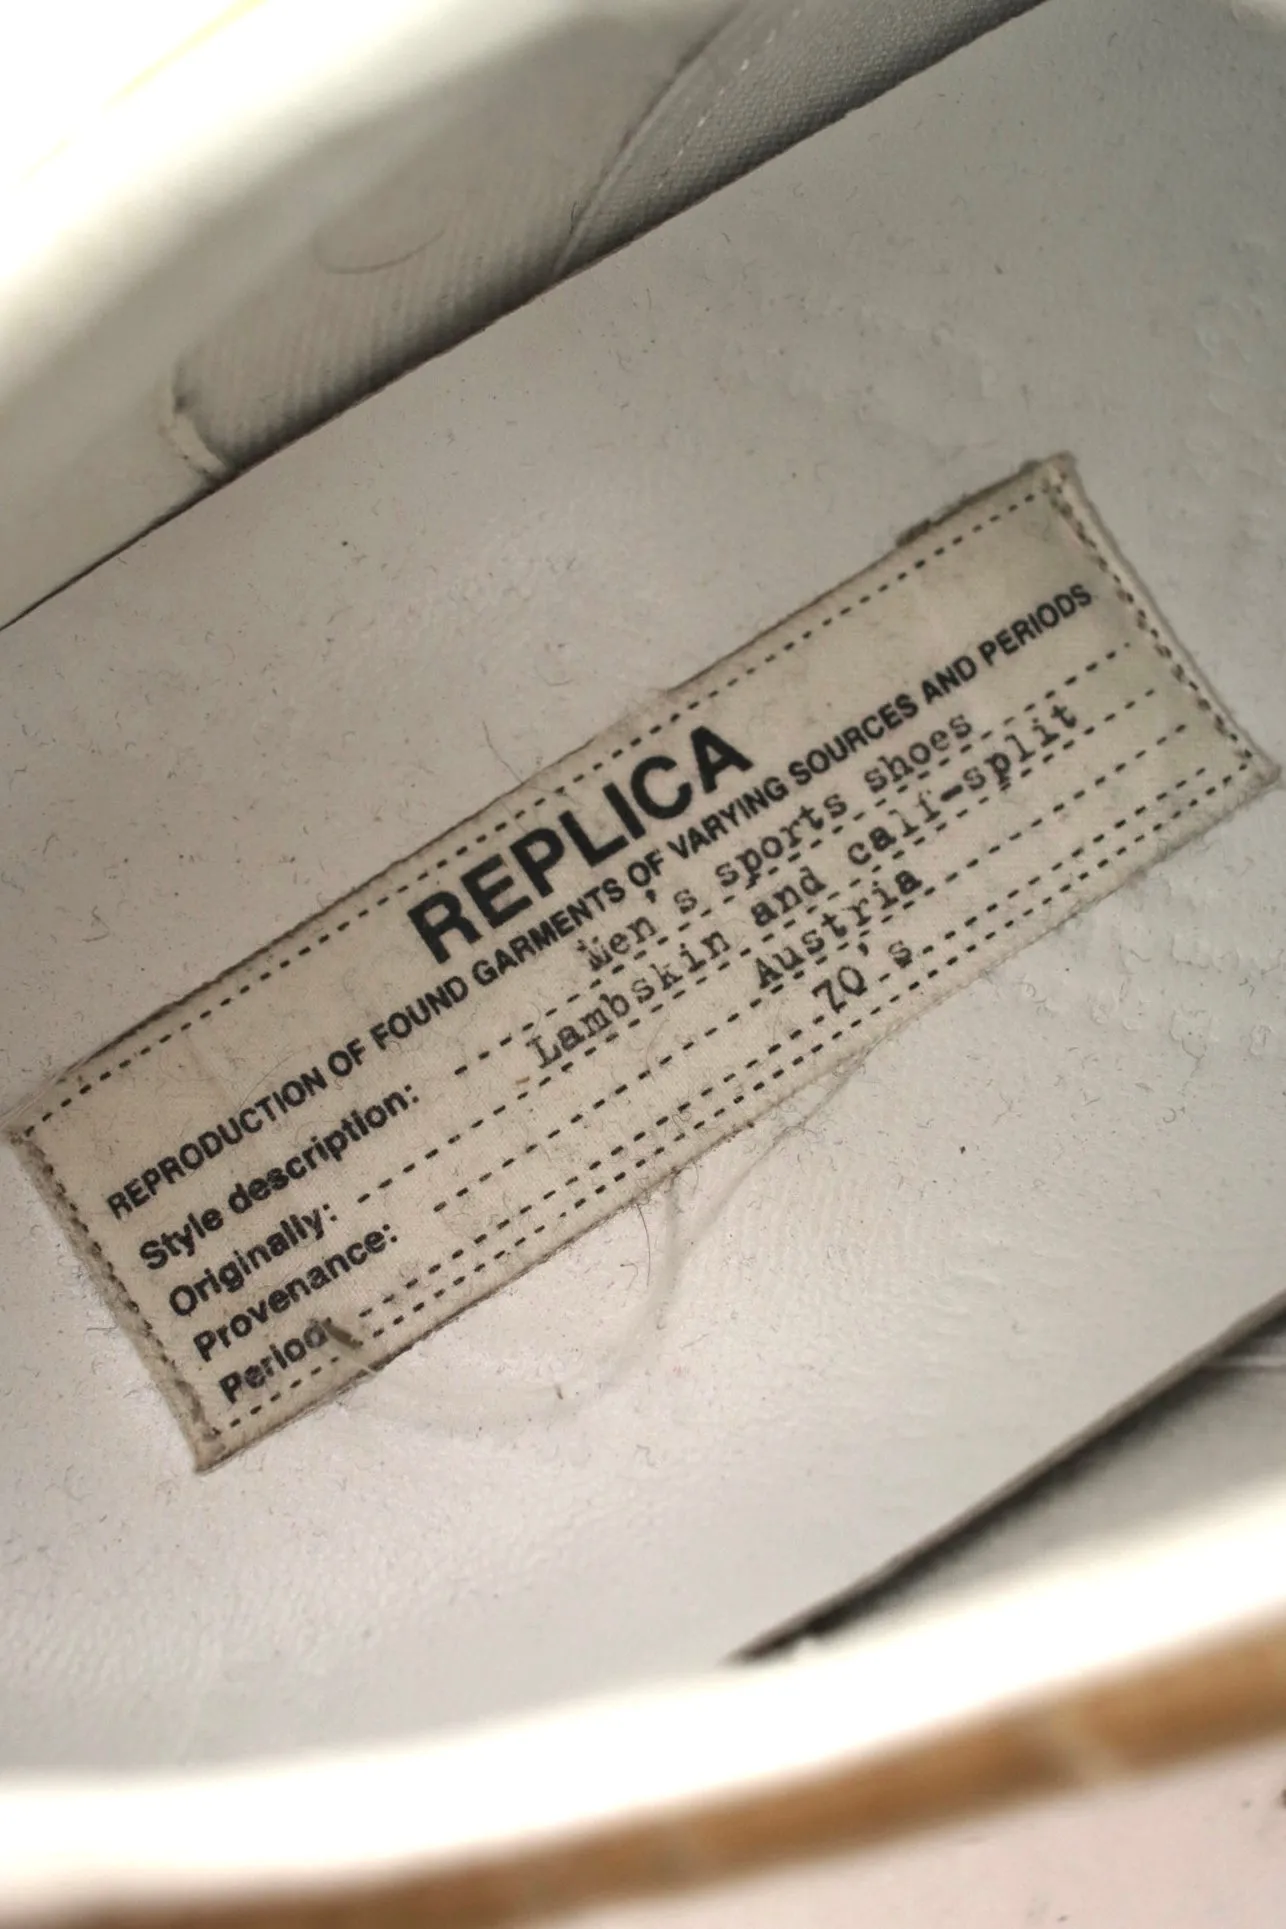 REPLICA
REPRODUCTION OF FOUND GARMENTS OF VARYING SOURCES AND PERIODS
Style description: Men's sports shoes
Originally: Lambskin and calf-split
Provenance: Austria
Period: 70's